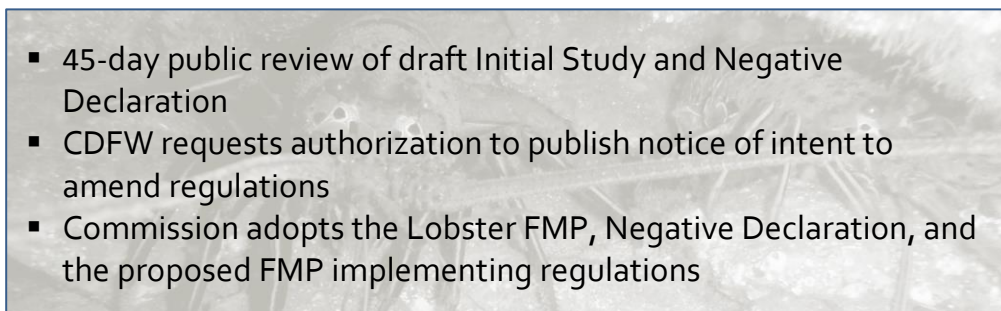 ▪ 45-day public review of draft Initial Study and Negative
Declaration
▪ CDFW requests authorization to publish notice of intent to
amend regulations
▪ Commission adopts the Lobster FMP, Negative Declaration, and
the proposed FMP implementing regulations